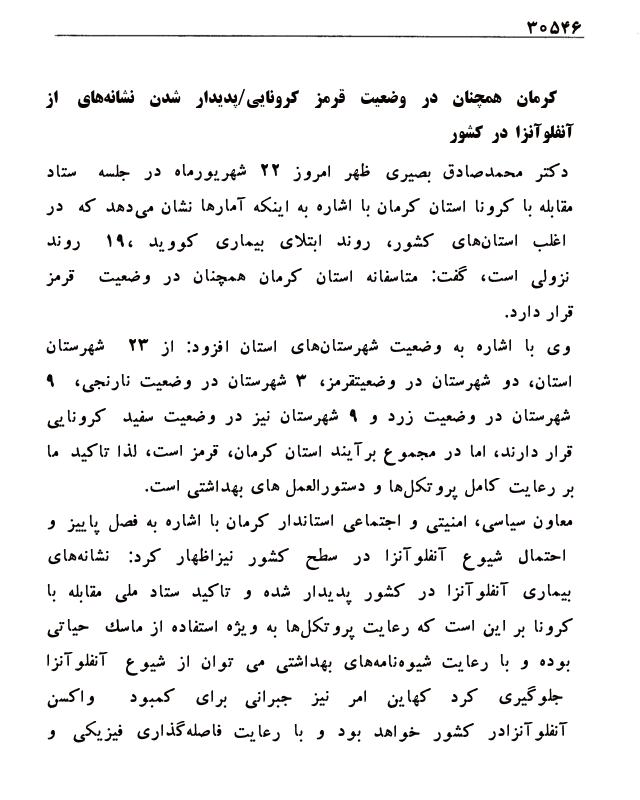 ۳۰۵۴۶
کرمان همچنان در وضعیت قرمز کرونایی/پدیدار شدن نشانه‌های از
آنفلوآنزا در کشور
دکتر محمدصادق بصیری ظهر امروز ۲۲ شهریورماه در جلسه ستاد
مقابله با کرونا استان کرمان با اشاره به اینکه آمارها نشان می‌دهد که در
اغلب استان‌های کشور، روند ابتلای بیماری کووید ،۱۹ روند
نزولی است، گفت: متاسفانه استان کرمان همچنان در وضعیت قرمز
قرار دارد.
وی با اشاره به وضعیت شهرستان‌های استان افزود: از ۲۳ شهرستان
استان، دو شهرستان در وضعیتقرمز، ۳ شهرستان در وضعیت نارنجی، ۹
شهرستان در وضعیت زرد و ۹ شهرستان نیز در وضعیت سفید کرونایی
قرار دارند، اما در مجموع برآیند استان کرمان، قرمز است، لذا تاکید ما
بر رعایت کامل پروتکل‌ها و دستورالعمل های بهداشتی است.
معاون سیاسی، امنیتی و اجتماعی استاندار کرمان با اشاره به فصل پاییز و
احتمال شیوع آنفلوآنزا در سطح کشور نیزاظهار کرد: نشانه‌های
بیماری آنفلوآنزا در کشور پدیدار شده و تاکید ستاد ملی مقابله با
کرونا بر این است که رعایت پروتکل‌ها به ویژه استفاده از ماسك حیاتی
بوده و با رعایت شیوه‌نامه‌های بهداشتی می توان از شیوع آنفلوآنزا
جلوگیری کرد کهاین امر نیز جبرانی برای کمبود واکسن
آنفلوآنزادر کشور خواهد بود و با رعایت فاصله‌گذاری فیزیکی و